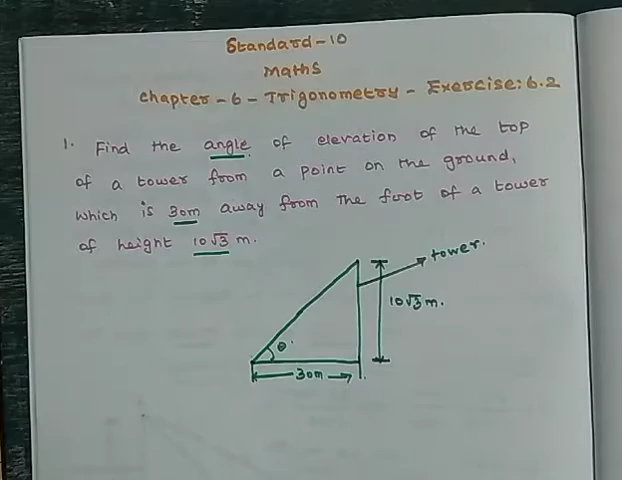 Standard-10
Maths
Chapter - 6 - Trigonometry - Exercise: 6.2
1. Find the angle of elevation of the top
of a tower from a point on the ground,
which is 30m away from the foot of a tower
of height 10√3 m.
tower.
10√3 m.
θ
30m